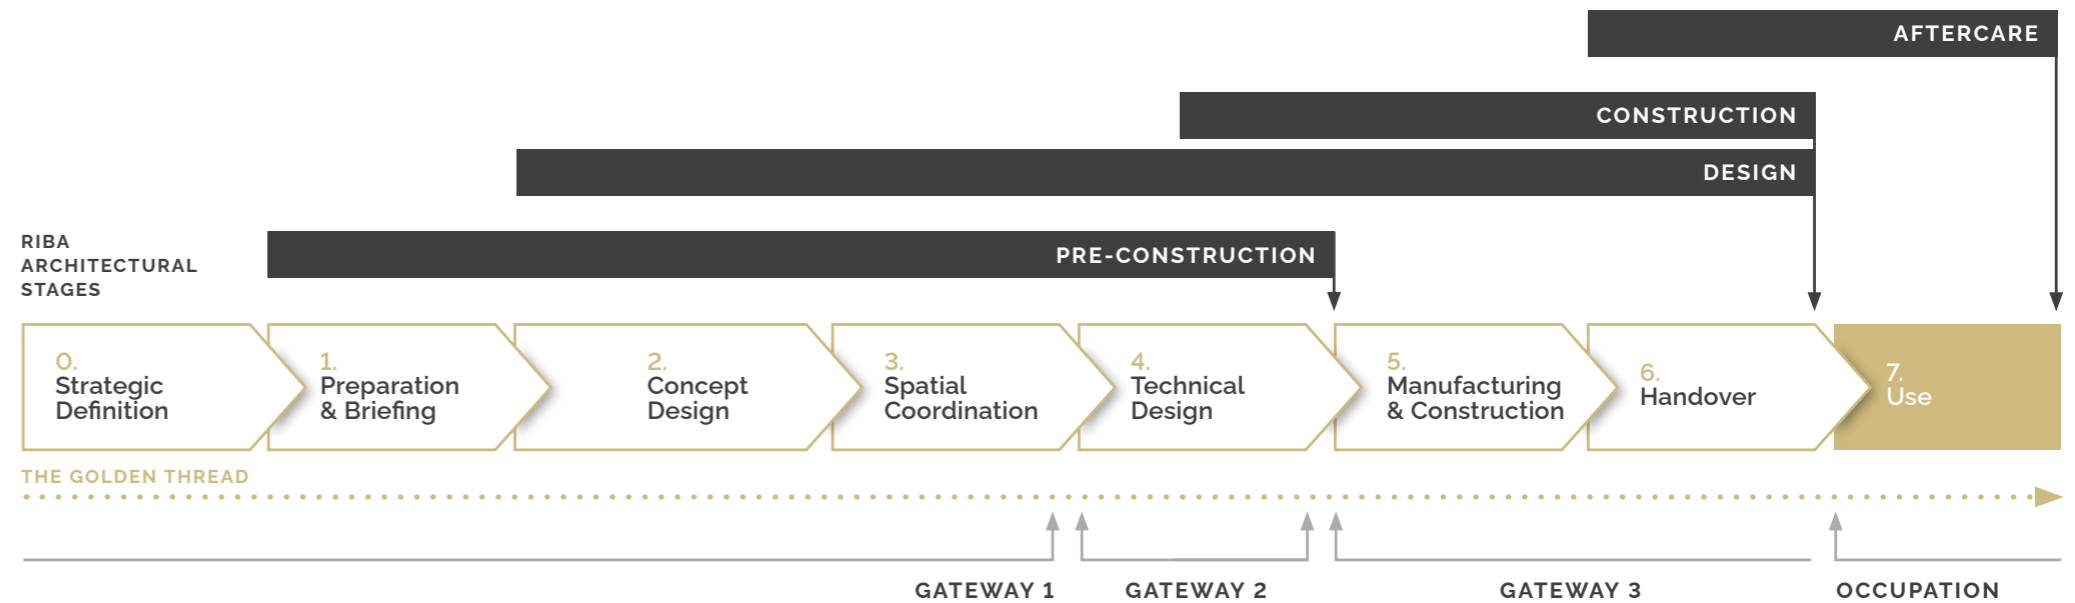 AFTERCARE
CONSTRUCTION
DESIGN
PRE-CONSTRUCTION
RIBA
ARCHITECTURAL
STAGES
0.
Strategic
Definition
1.
Preparation
& Briefing
2.
Concept
Design
3.
Spatial
Coordination
4.
Technical
Design
5.
Manufacturing
& Construction
6.
Handover
7.
Use
THE GOLDEN THREAD
GATEWAY 1
GATEWAY 2
GATEWAY 3
OCCUPATION